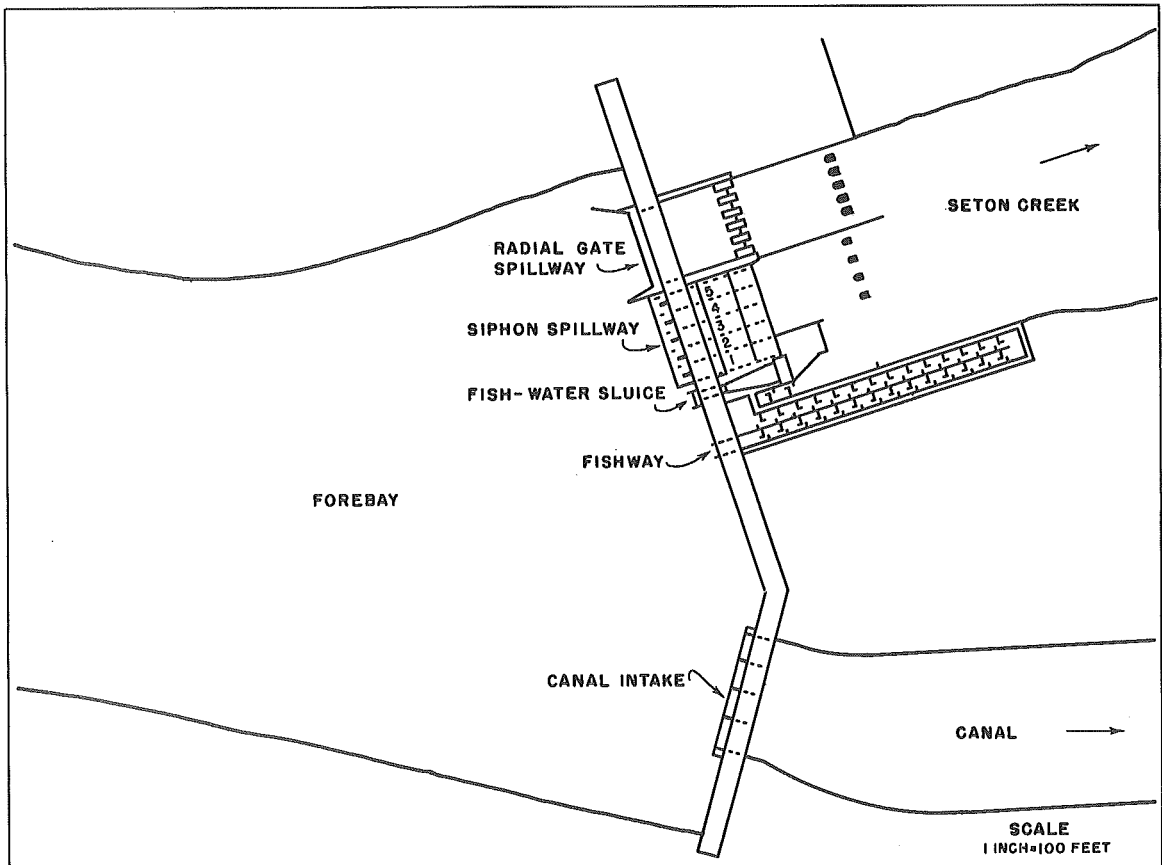 SETON CREEK
RADIAL GATE
SPILLWAY
5
4
3
2
1
SIPHON SPILLWAY
FISH-WATER SLUICE
FISHWAY
FOREBAY
CANAL INTAKE
CANAL
SCALE
1 INCH=100 FEET